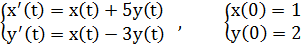 {x′(t) = x(t) + 5y(t) , {x(0) = 1
{y′(t) = x(t) − 3y(t) {y(0) = 2